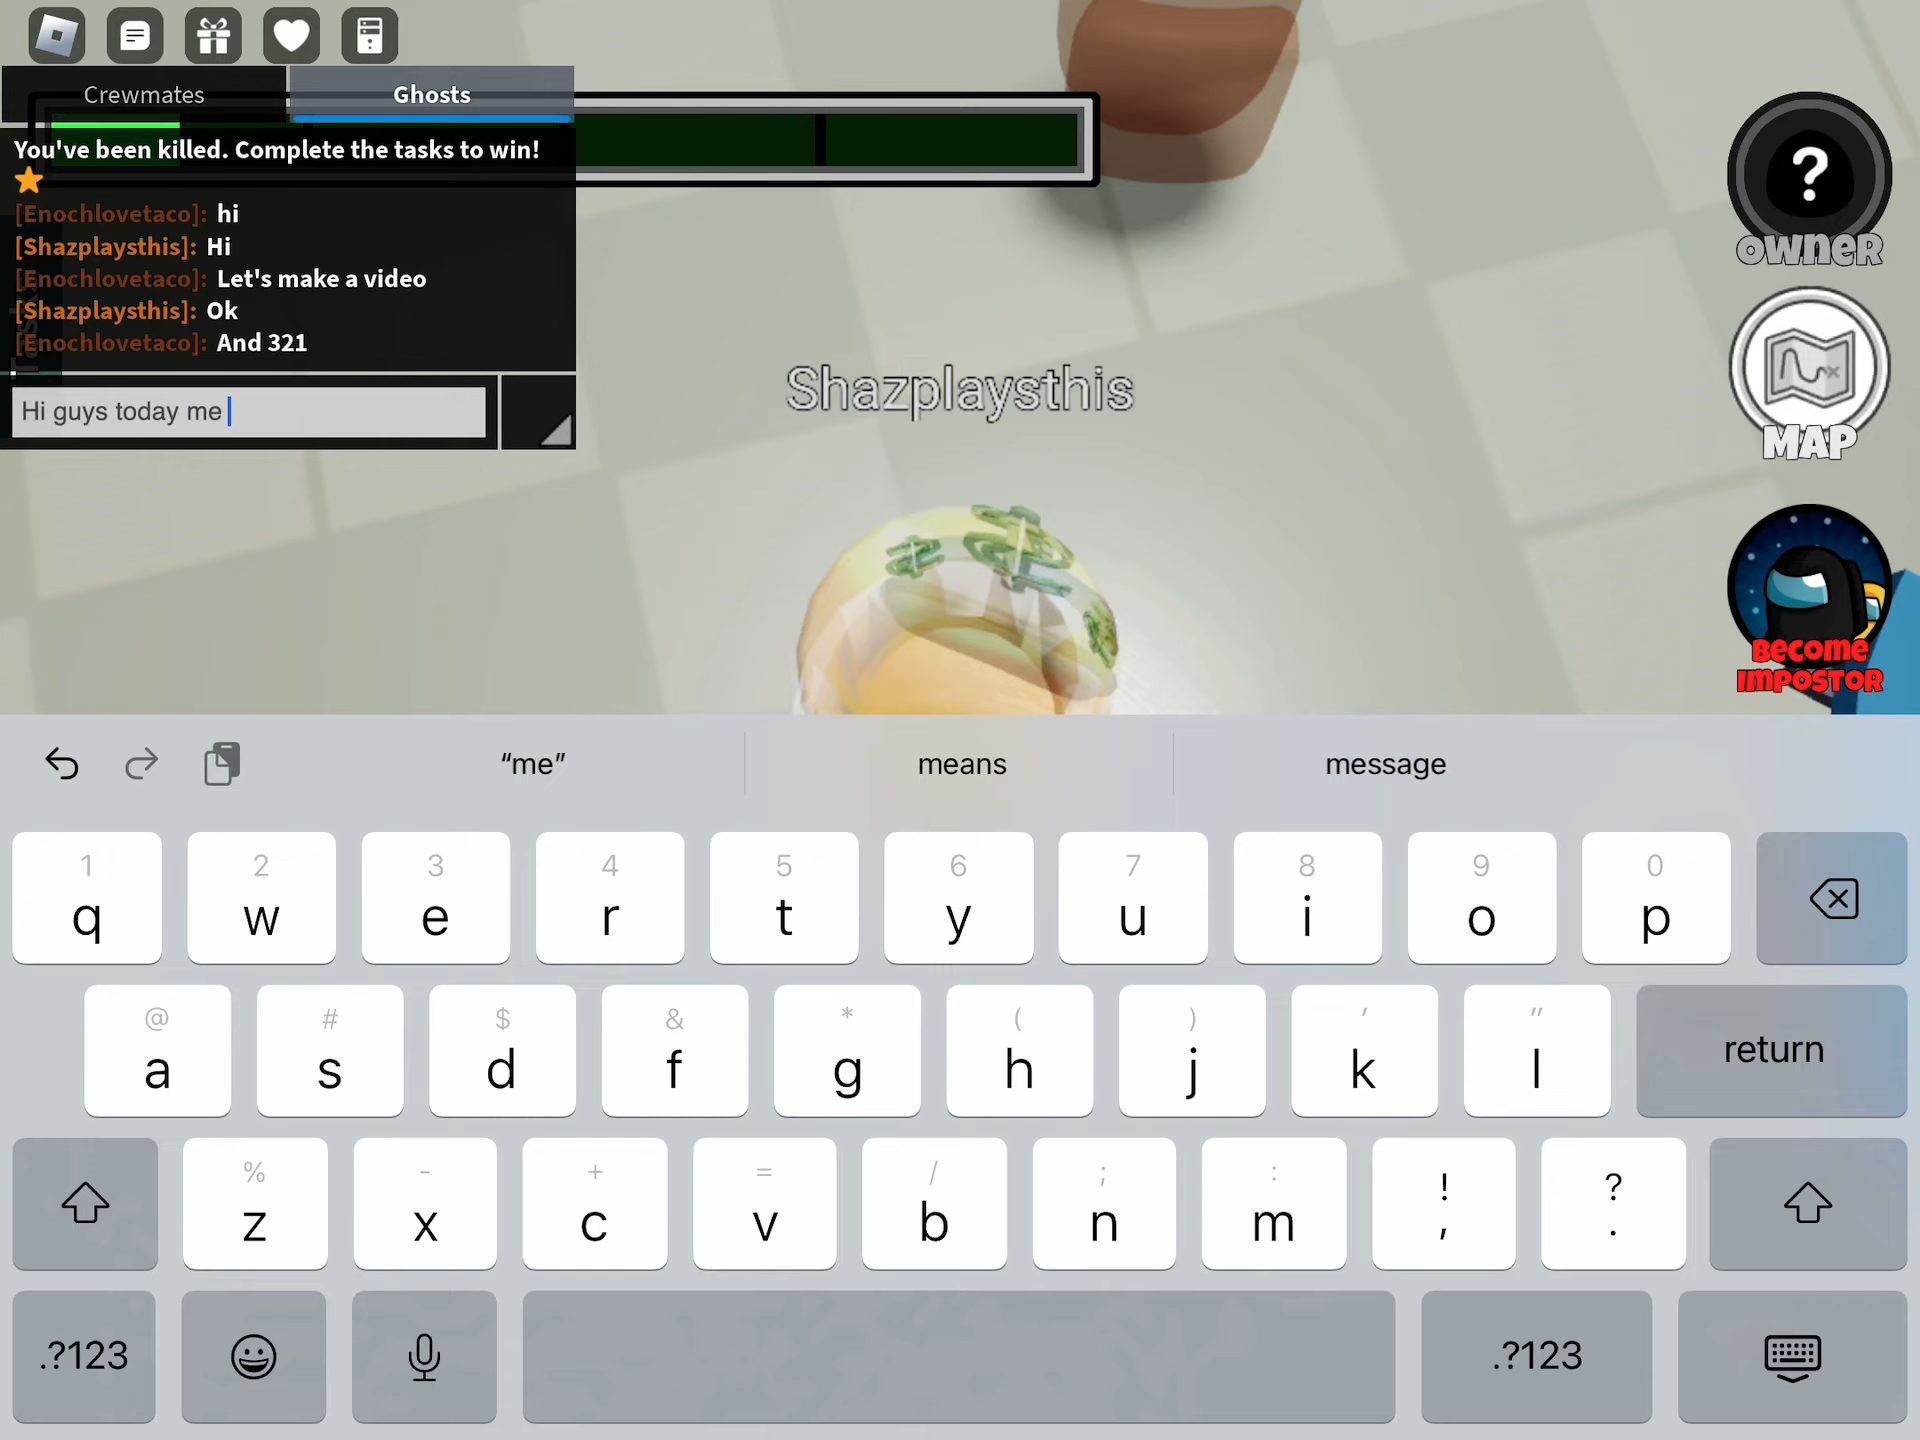 Crewmates
Ghosts
You've been killed. Complete the tasks to win!
[Enochlovetaco]: hi
[Shazplaysthis]: Hi
[Enochlovetaco]: Let's make a video
[Shazplaysthis]: Ok
[Enochlovetaco]: And 321
Hi guys today me
Shazplaysthis
?
OWNER
MAP
BECOME
IMPOSTOR
“me” means message
1 2 3 4 5 6 7 8 9 0
q w e r t y u i o p
@ # $ & * ( ) ' "
a s d f g h j k l return
% - + = / ; : ! ?
z x c v b n m , .
.?123 .?123